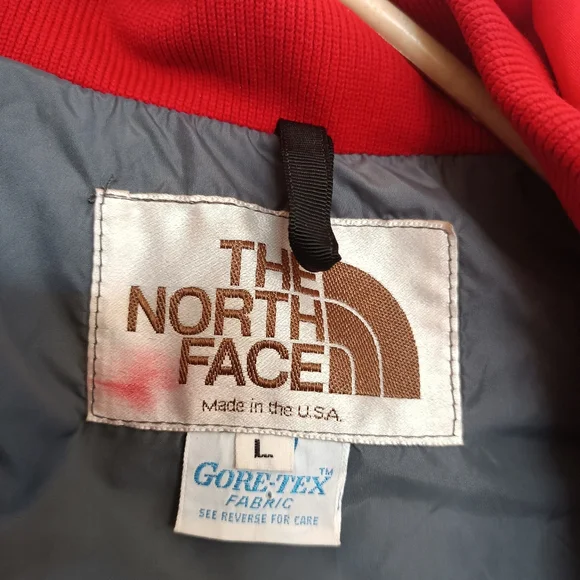 THE
NORTH
FACE
Made in the U.S.A.
L
GORE-TEX™
FABRIC
SEE REVERSE FOR CARE